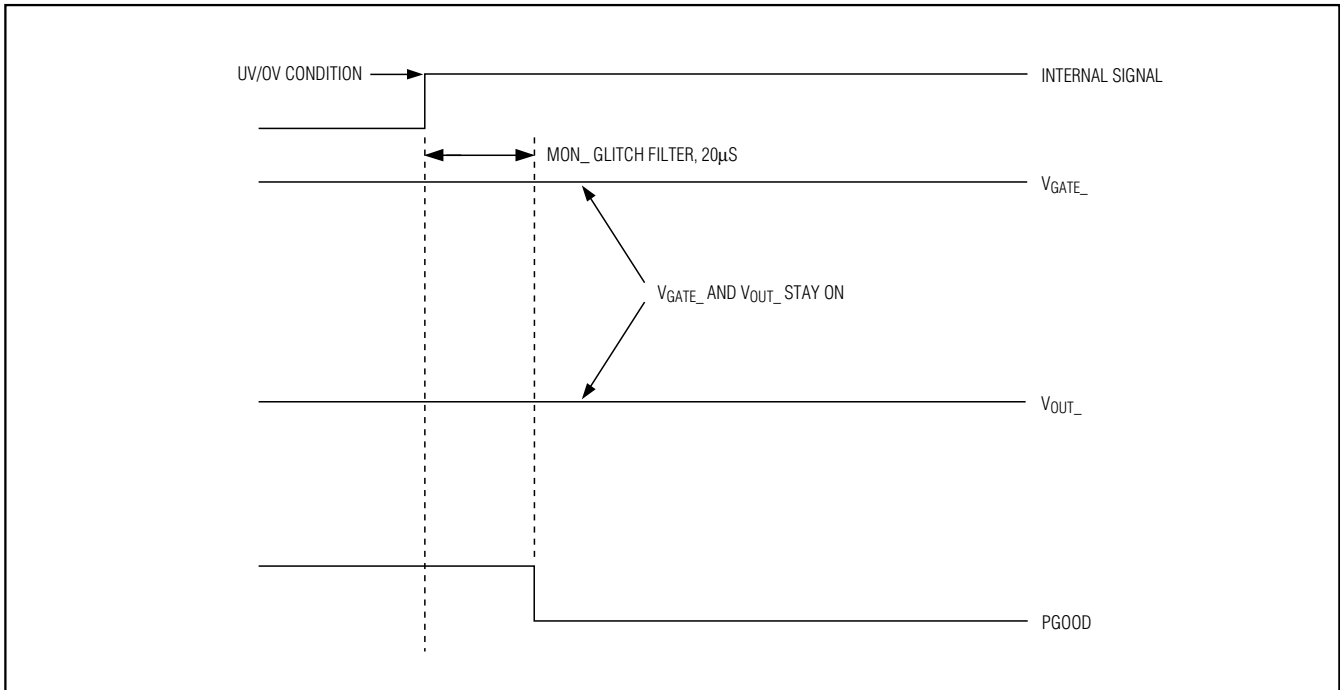 UV/OV CONDITION
INTERNAL SIGNAL
MON_ GLITCH FILTER, 20µS
VGATE_
VGATE_ AND VOUT_ STAY ON
VOUT_
PGOOD